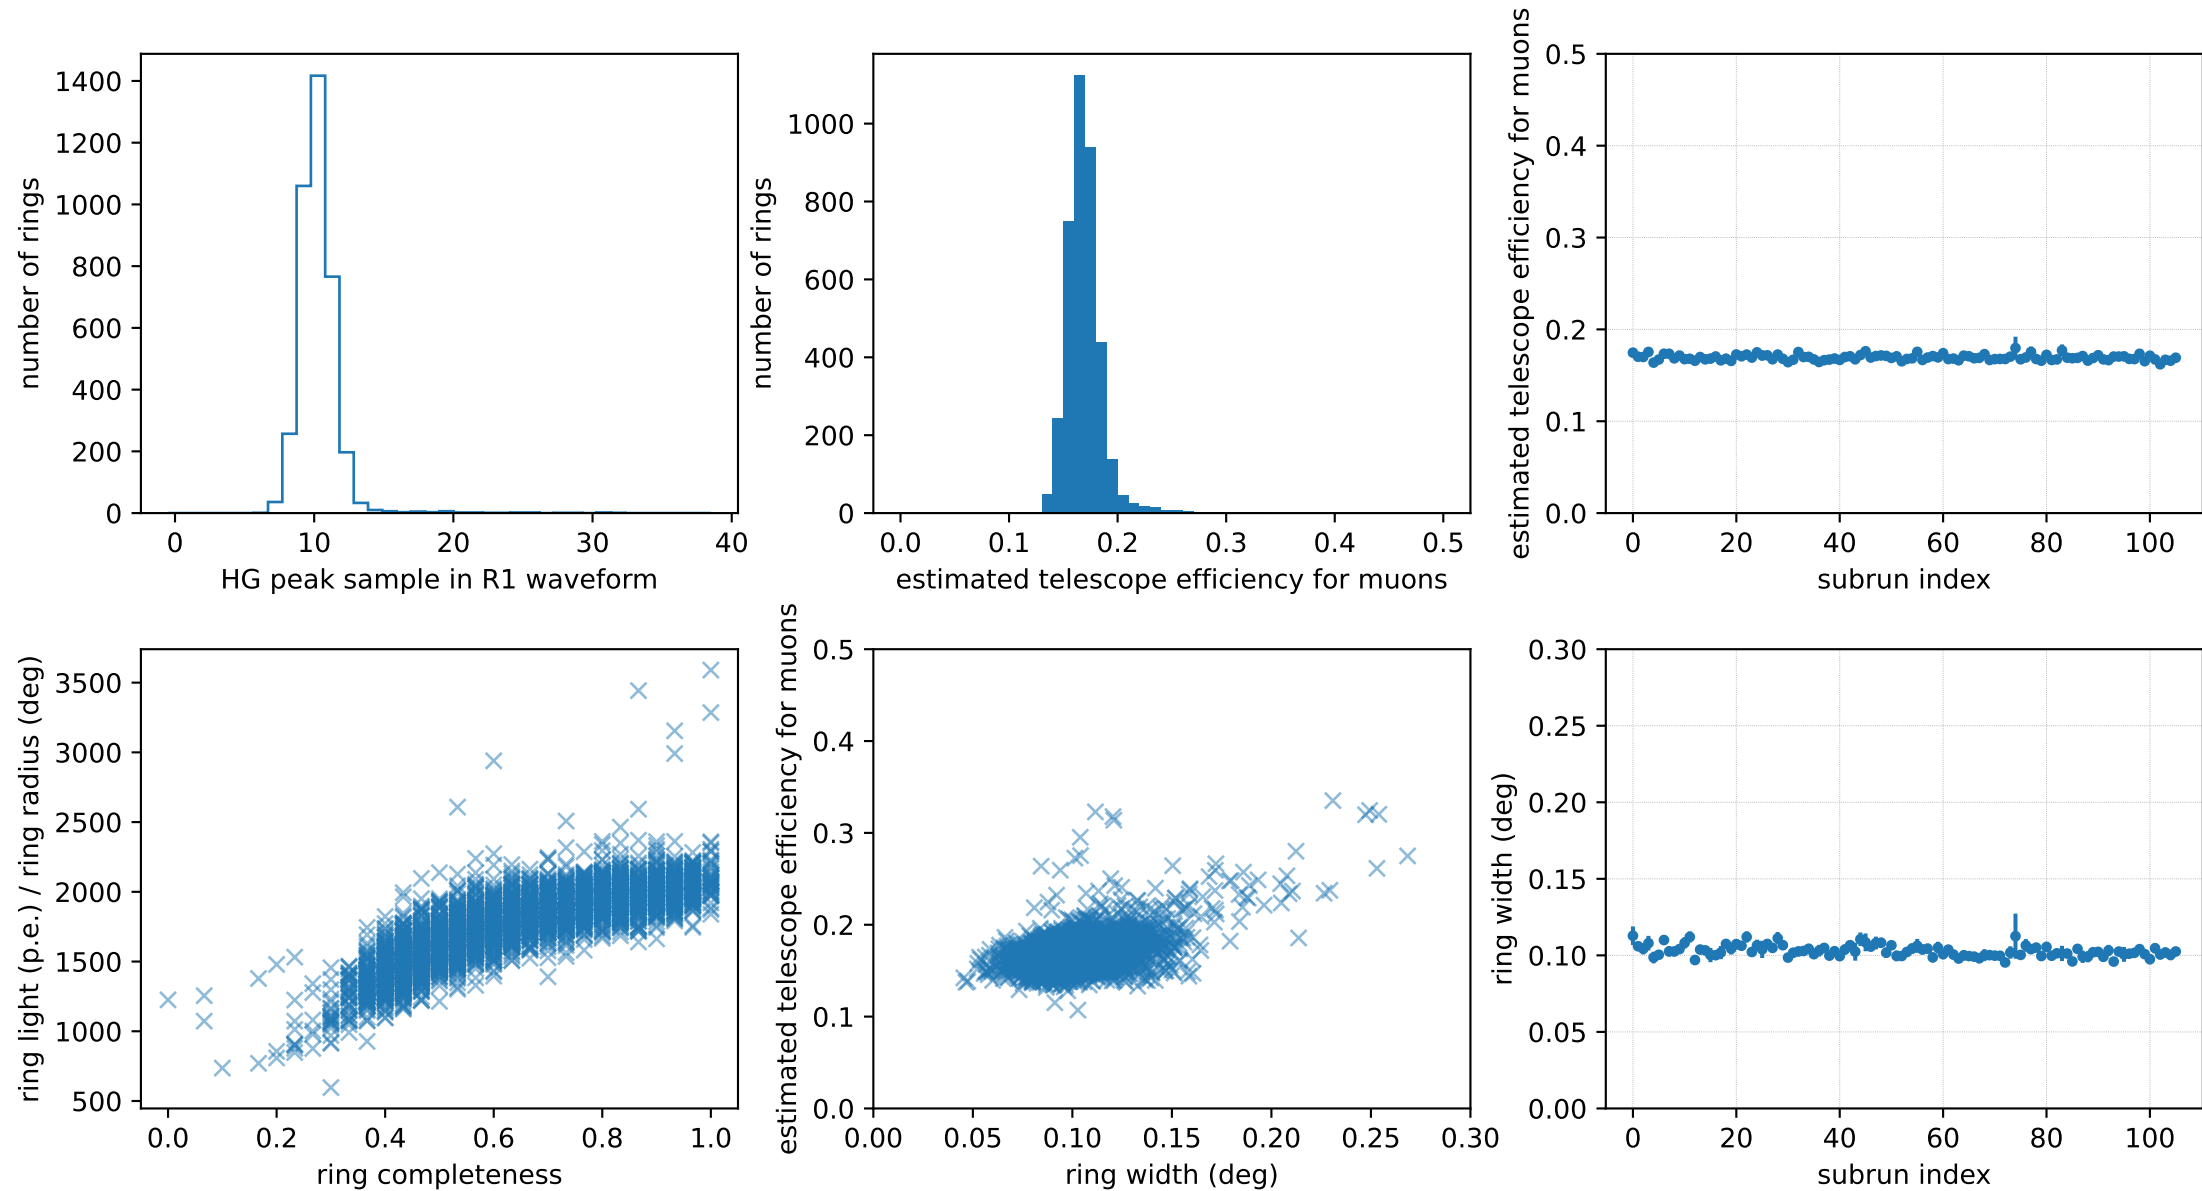 1400
1200
1000
800
600
400
200
0
number of rings
0 10 20 30 40
HG peak sample in R1 waveform
1000
800
600
400
200
0
number of rings
0.0 0.1 0.2 0.3 0.4 0.5
estimated telescope efficiency for muons
0.5
0.4
0.3
0.2
0.1
0.0
estimated telescope efficiency for muons
0 20 40 60 80 100
subrun index
3500
3000
2500
2000
1500
1000
500
ring light (p.e.) / ring radius (deg)
0.0 0.2 0.4 0.6 0.8 1.0
ring completeness
0.5
0.4
0.3
0.2
0.1
0.0
estimated telescope efficiency for muons
0.00 0.05 0.10 0.15 0.20 0.25 0.30
ring width (deg)
0.30
0.25
0.20
0.15
0.10
0.05
0.00
ring width (deg)
0 20 40 60 80 100
subrun index